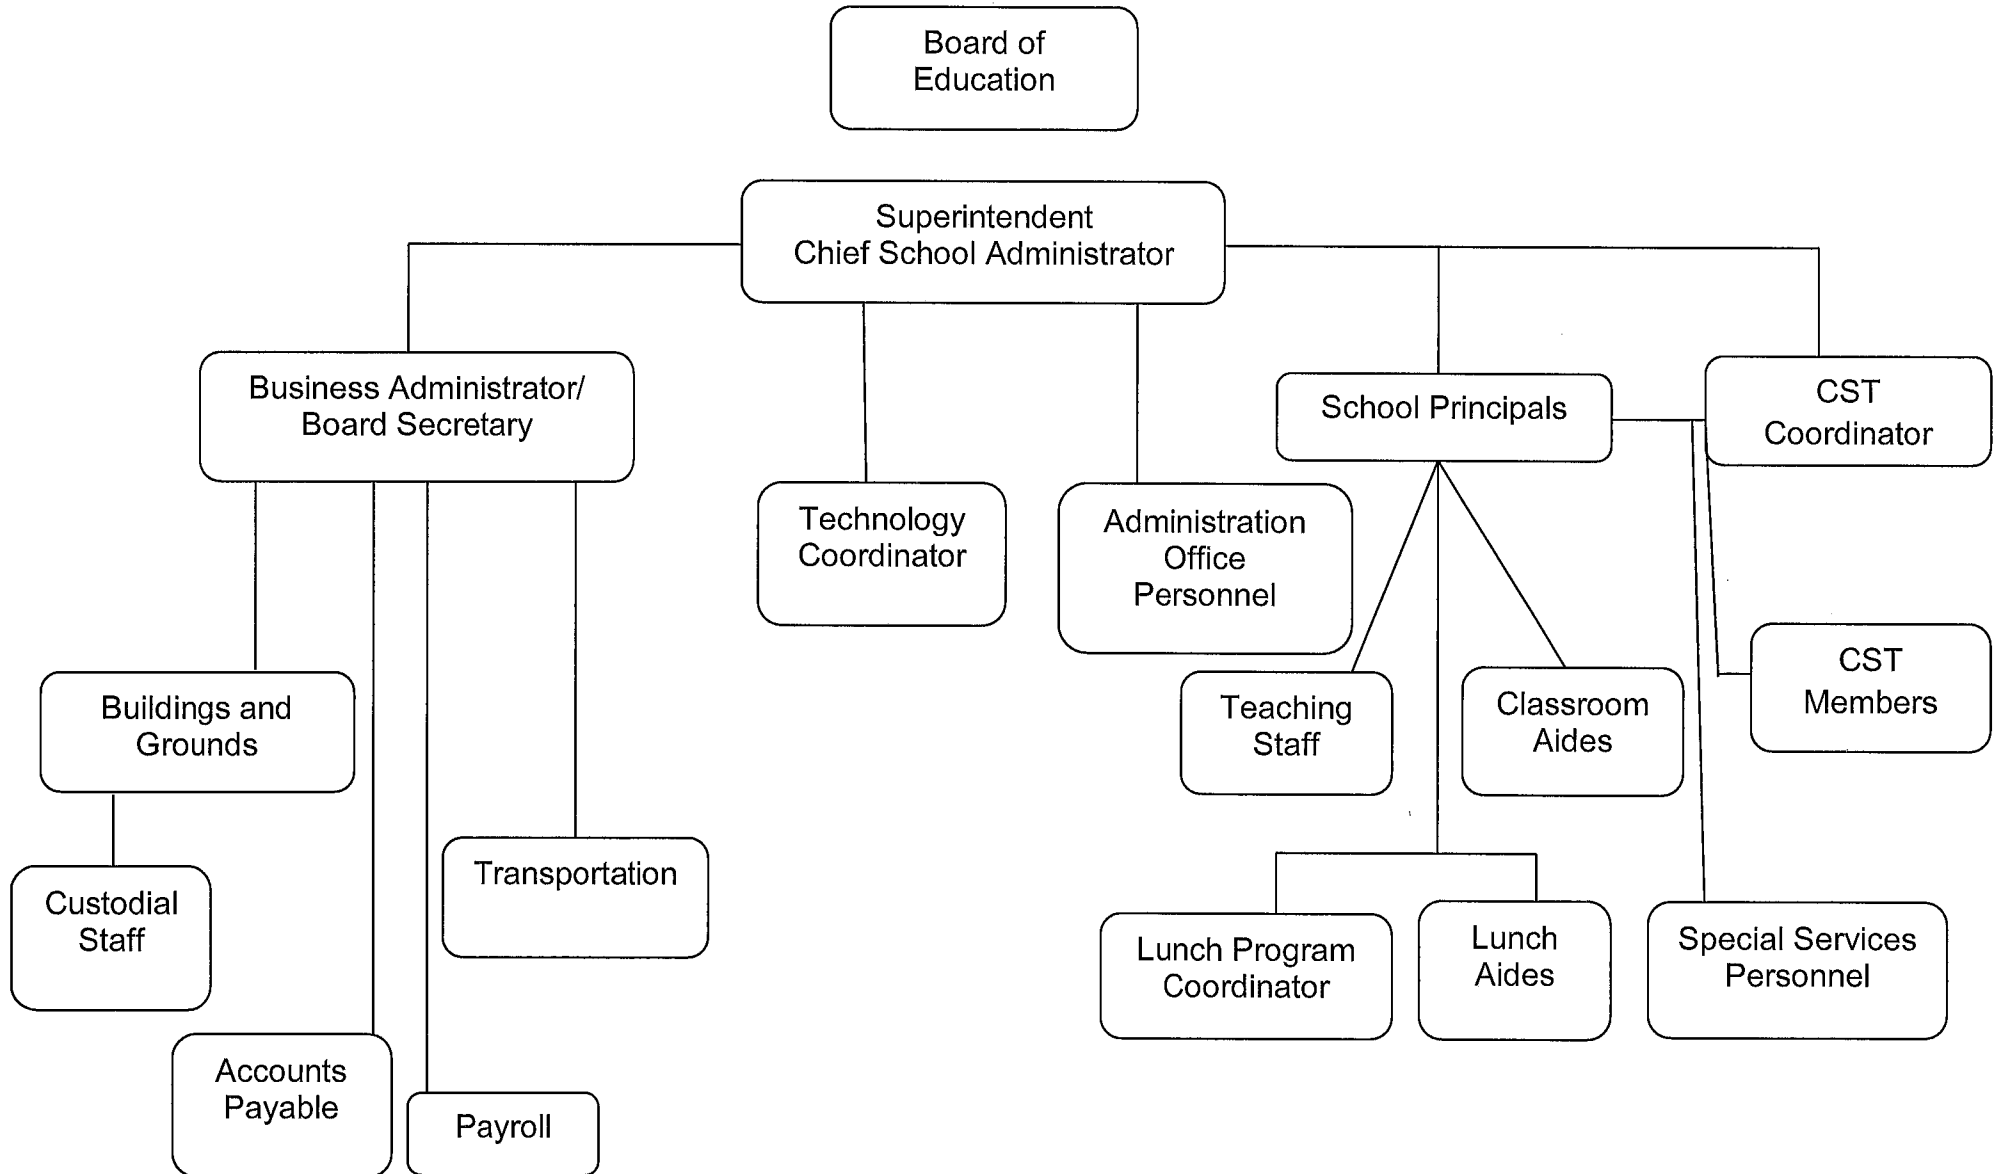 Board of
Education
Superintendent
Chief School Administrator
Business Administrator/
Board Secretary
School Principals
CST
Coordinator
Technology
Coordinator
Administration
Office
Personnel
Buildings and
Grounds
Teaching
Staff
Classroom
Aides
CST
Members
Custodial
Staff
Transportation
Lunch Program
Coordinator
Lunch
Aides
Special Services
Personnel
Accounts
Payable
Payroll